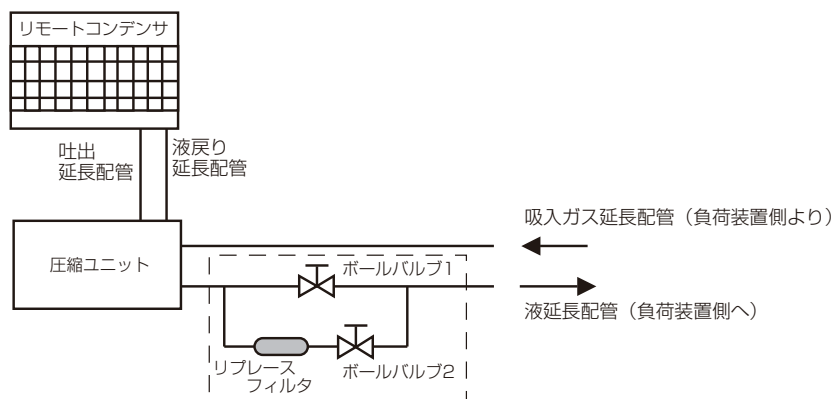 リモートコンデンサ
吐出
延長配管
液戻り
延長配管
吸入ガス延長配管（負荷装置側より）
圧縮ユニット
ボールバルブ1
液延長配管（負荷装置側へ）
リプレース
フィルタ
ボールバルブ2